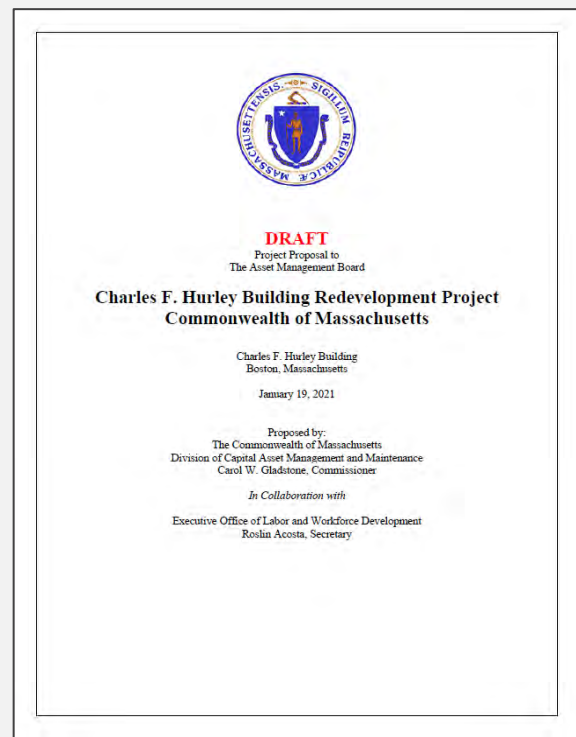 SIGILLUM REIPUBLICÆ MASSACHUSETTENSIS.
DRAFT
Project Proposal to
The Asset Management Board
Charles F. Hurley Building Redevelopment Project
Commonwealth of Massachusetts
Charles F. Hurley Building
Boston, Massachusetts
January 19, 2021
Proposed by:
The Commonwealth of Massachusetts
Division of Capital Asset Management and Maintenance
Carol W. Gladstone, Commissioner
In Collaboration with
Executive Office of Labor and Workforce Development
Roslin Acosta, Secretary